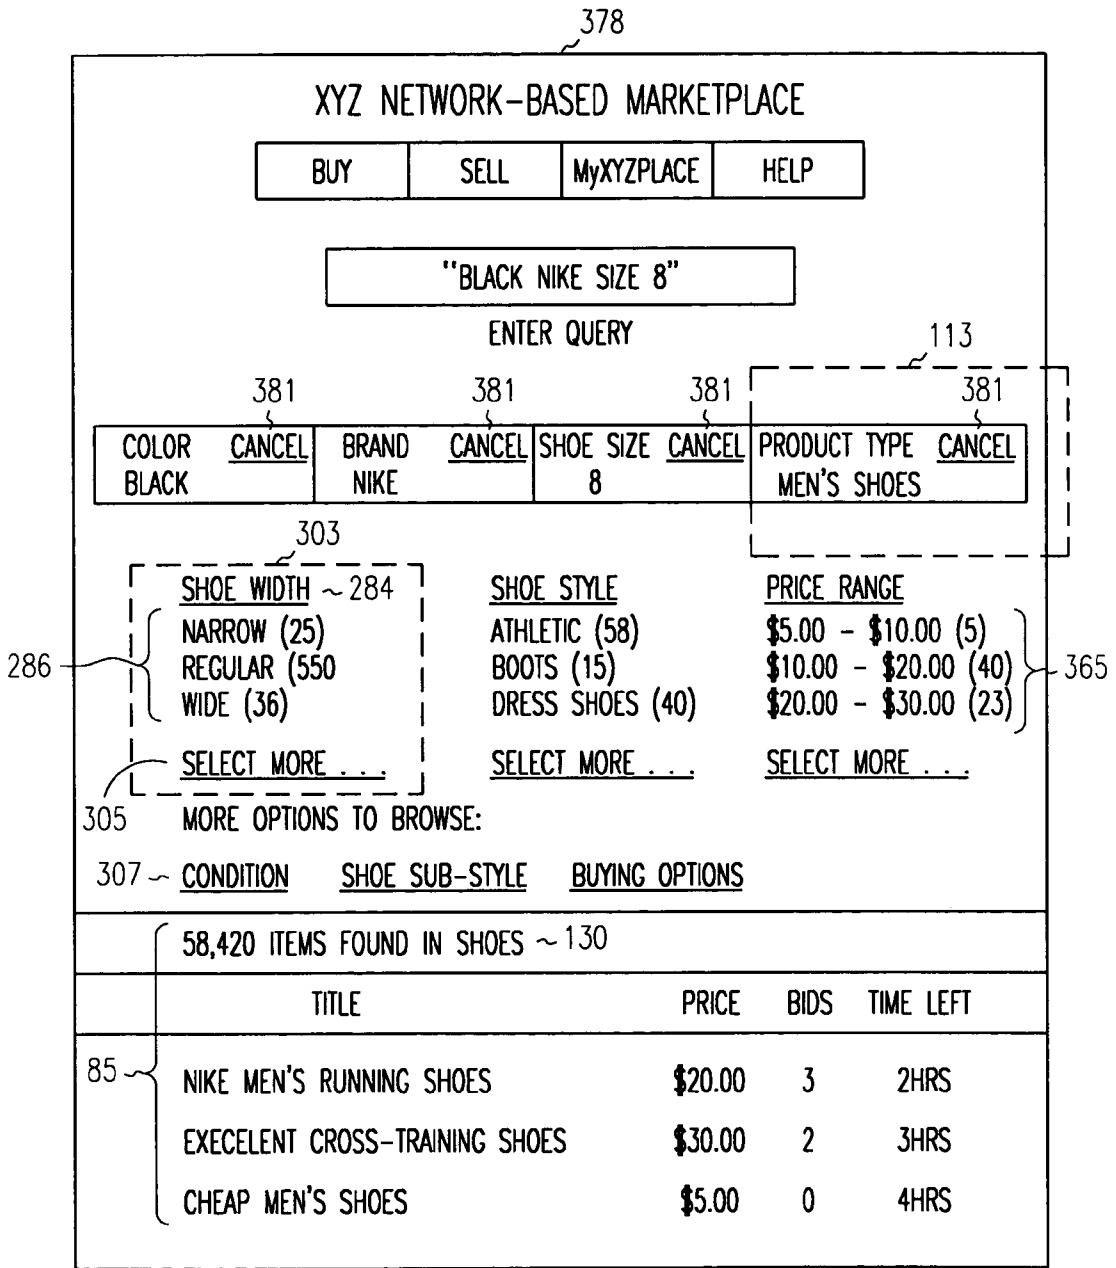 378
XYZ NETWORK-BASED MARKETPLACE
BUY SELL MyXYZPLACE HELP
"BLACK NIKE SIZE 8"
ENTER QUERY
113
381 381 381 381
COLOR CANCEL BRAND CANCEL SHOE SIZE CANCEL PRODUCT TYPE CANCEL
BLACK NIKE 8 MEN'S SHOES
303
SHOE WIDTH ~284 SHOE STYLE PRICE RANGE
NARROW (25) ATHLETIC (58) $5.00 - $10.00 (5)
286 REGULAR (550 BOOTS (15) $10.00 - $20.00 (40) 365
WIDE (36) DRESS SHOES (40) $20.00 - $30.00 (23)
SELECT MORE . . . SELECT MORE . . . SELECT MORE . . .
305 MORE OPTIONS TO BROWSE:
307 ~ CONDITION SHOE SUB-STYLE BUYING OPTIONS
58,420 ITEMS FOUND IN SHOES ~130
TITLE PRICE BIDS TIME LEFT
85 NIKE MEN'S RUNNING SHOES $20.00 3 2HRS
EXECELENT CROSS-TRAINING SHOES $30.00 2 3HRS
CHEAP MEN'S SHOES $5.00 0 4HRS